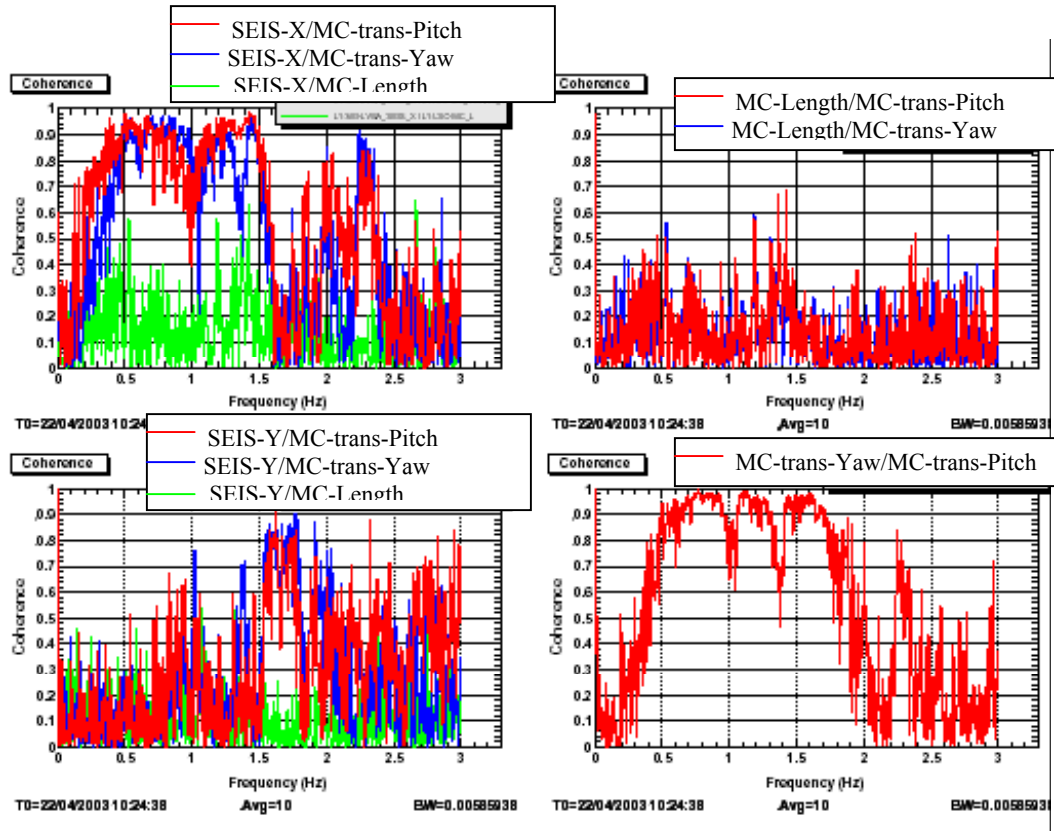 SEIS-X/MC-trans-Pitch
SEIS-X/MC-trans-Yaw
SEIS-X/MC-Length
Coherence
1
0.9
0.8
0.7
0.6
0.5
0.4
0.3
0.2
0.1
0
Coherence
0 0.5 1 1.5 2 2.5 3
Frequency (Hz)
T0=22/04/2003 10:24
MC-Length/MC-trans-Pitch
MC-Length/MC-trans-Yaw
Coherence
1
0.9
0.8
0.7
0.6
0.5
0.4
0.3
0.2
0.1
0
Coherence
0 0.5 1 1.5 2 2.5 3
Frequency (Hz)
T0=22/04/2003 10:24:38 Avg=10 BW=0.00585938
SEIS-Y/MC-trans-Pitch
SEIS-Y/MC-trans-Yaw
SEIS-Y/MC-Length
Coherence
1
0.9
0.8
0.7
0.6
0.5
0.4
0.3
0.2
0.1
0
Coherence
0 0.5 1 1.5 2 2.5 3
Frequency (Hz)
T0=22/04/2003 10:24:38 Avg=10 BW=0.00585938
MC-trans-Yaw/MC-trans-Pitch
Coherence
1
0.9
0.8
0.7
0.6
0.5
0.4
0.3
0.2
0.1
0
Coherence
0 0.5 1 1.5 2 2.5 3
Frequency (Hz)
T0=22/04/2003 10:24:38 Avg=10 BW=0.00585938